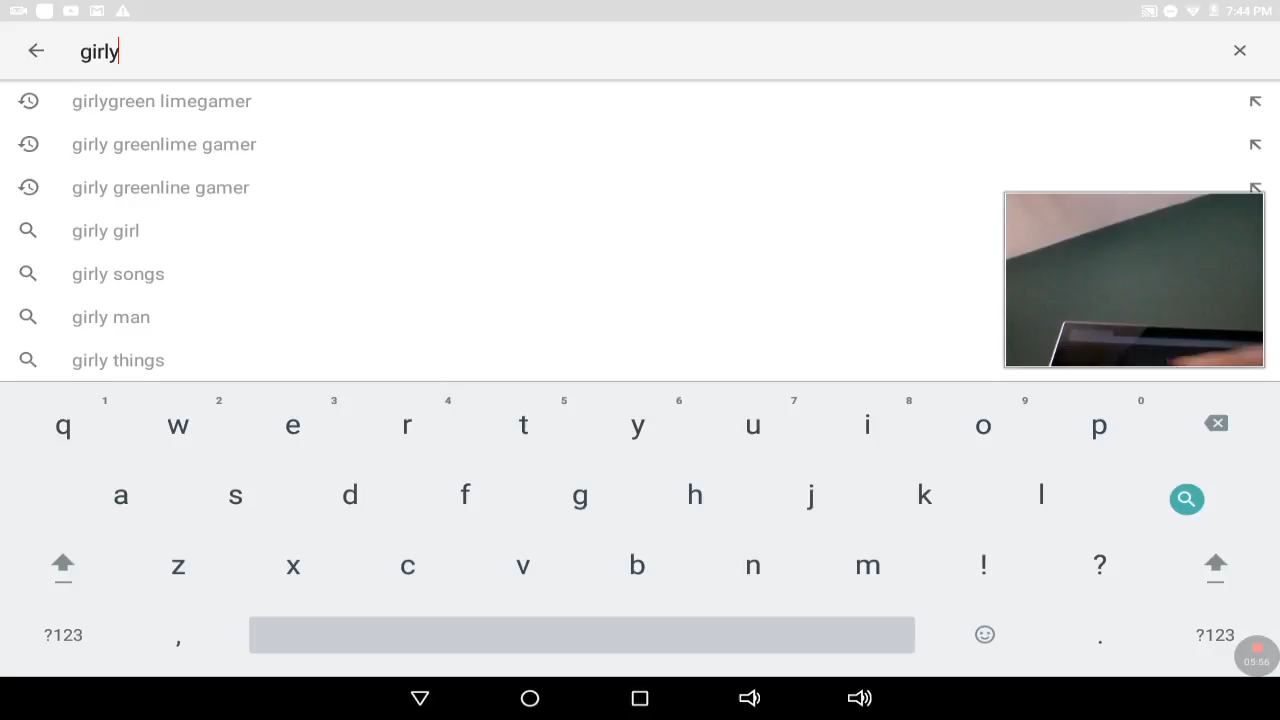 7:44 PM
girly
girlygreen limegamer
girly greenlime gamer
girly greenline gamer
girly girl
girly songs
girly man
girly things
1 2 3 4 5 6 7 8 9 0
q w e r t y u i o p
a s d f g h j k l
z x c v b n m ! ?
?123 , . ?123
05:56